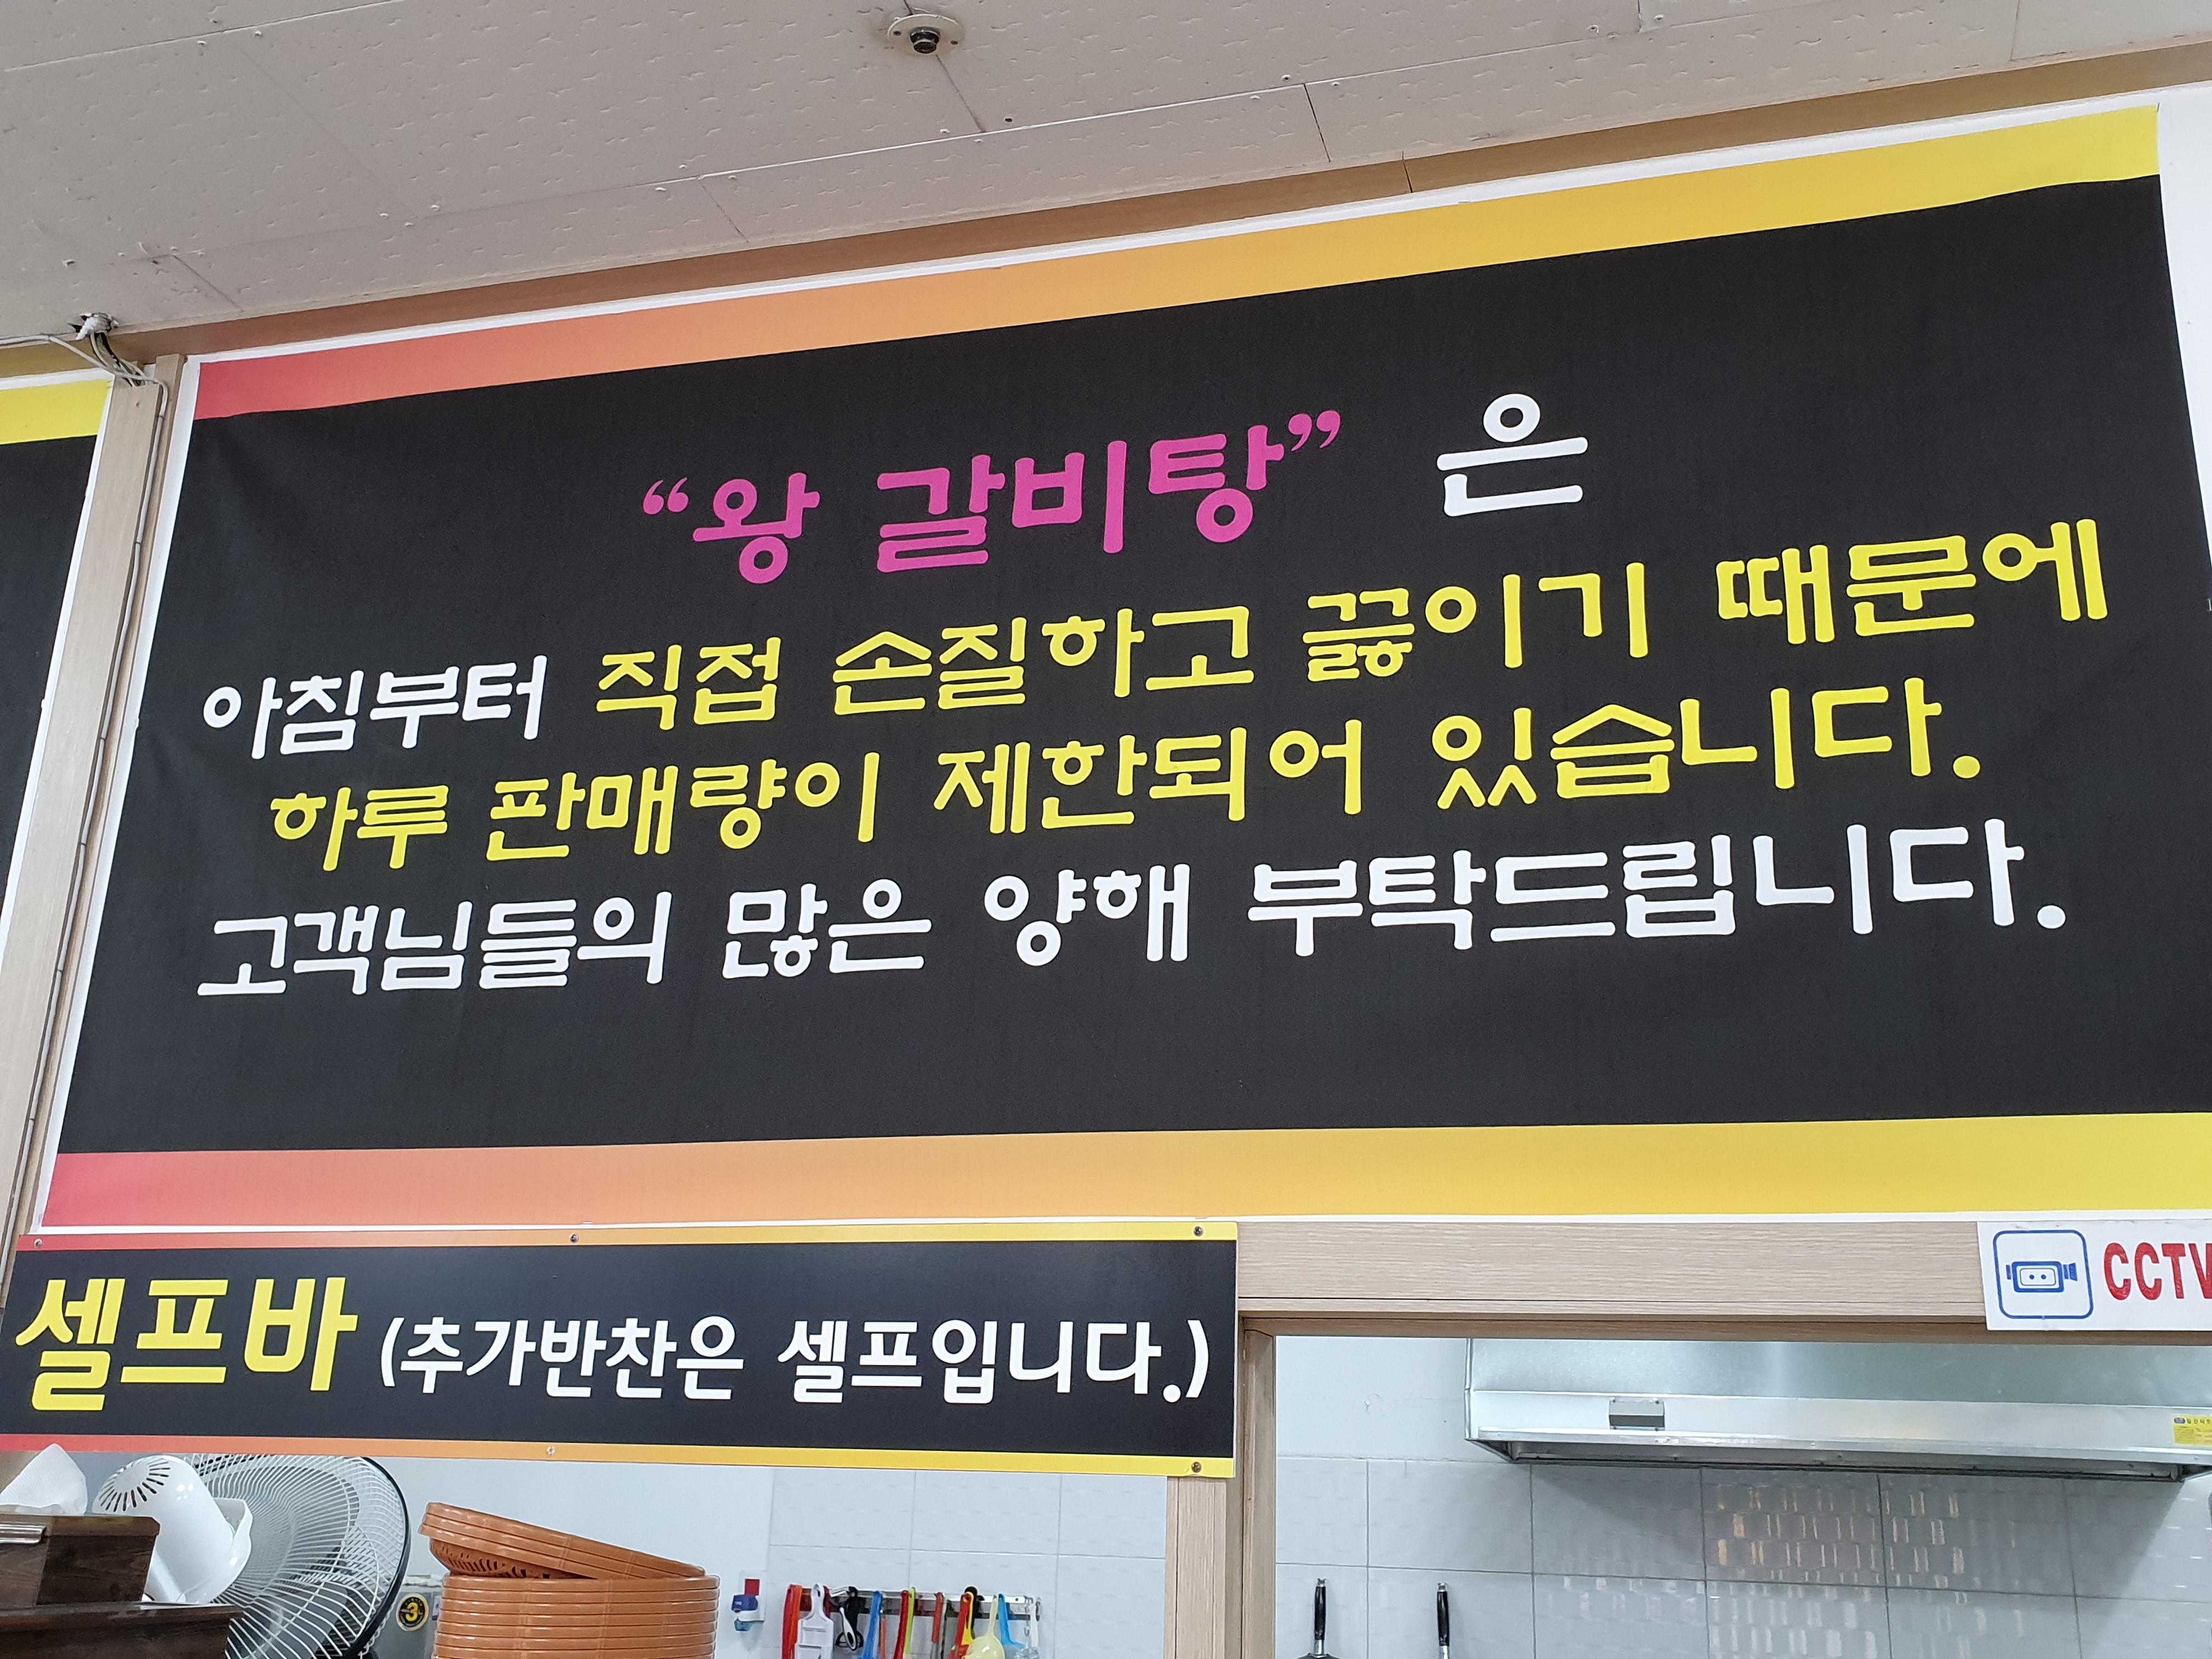 “왕 갈비탕” 은
아침부터 직접 손질하고 끓이기 때문에
하루 판매량이 제한되어 있습니다.
고객님들의 많은 양해 부탁드립니다.
셀프바 (추가반찬은 셀프입니다.)
CCTV
3